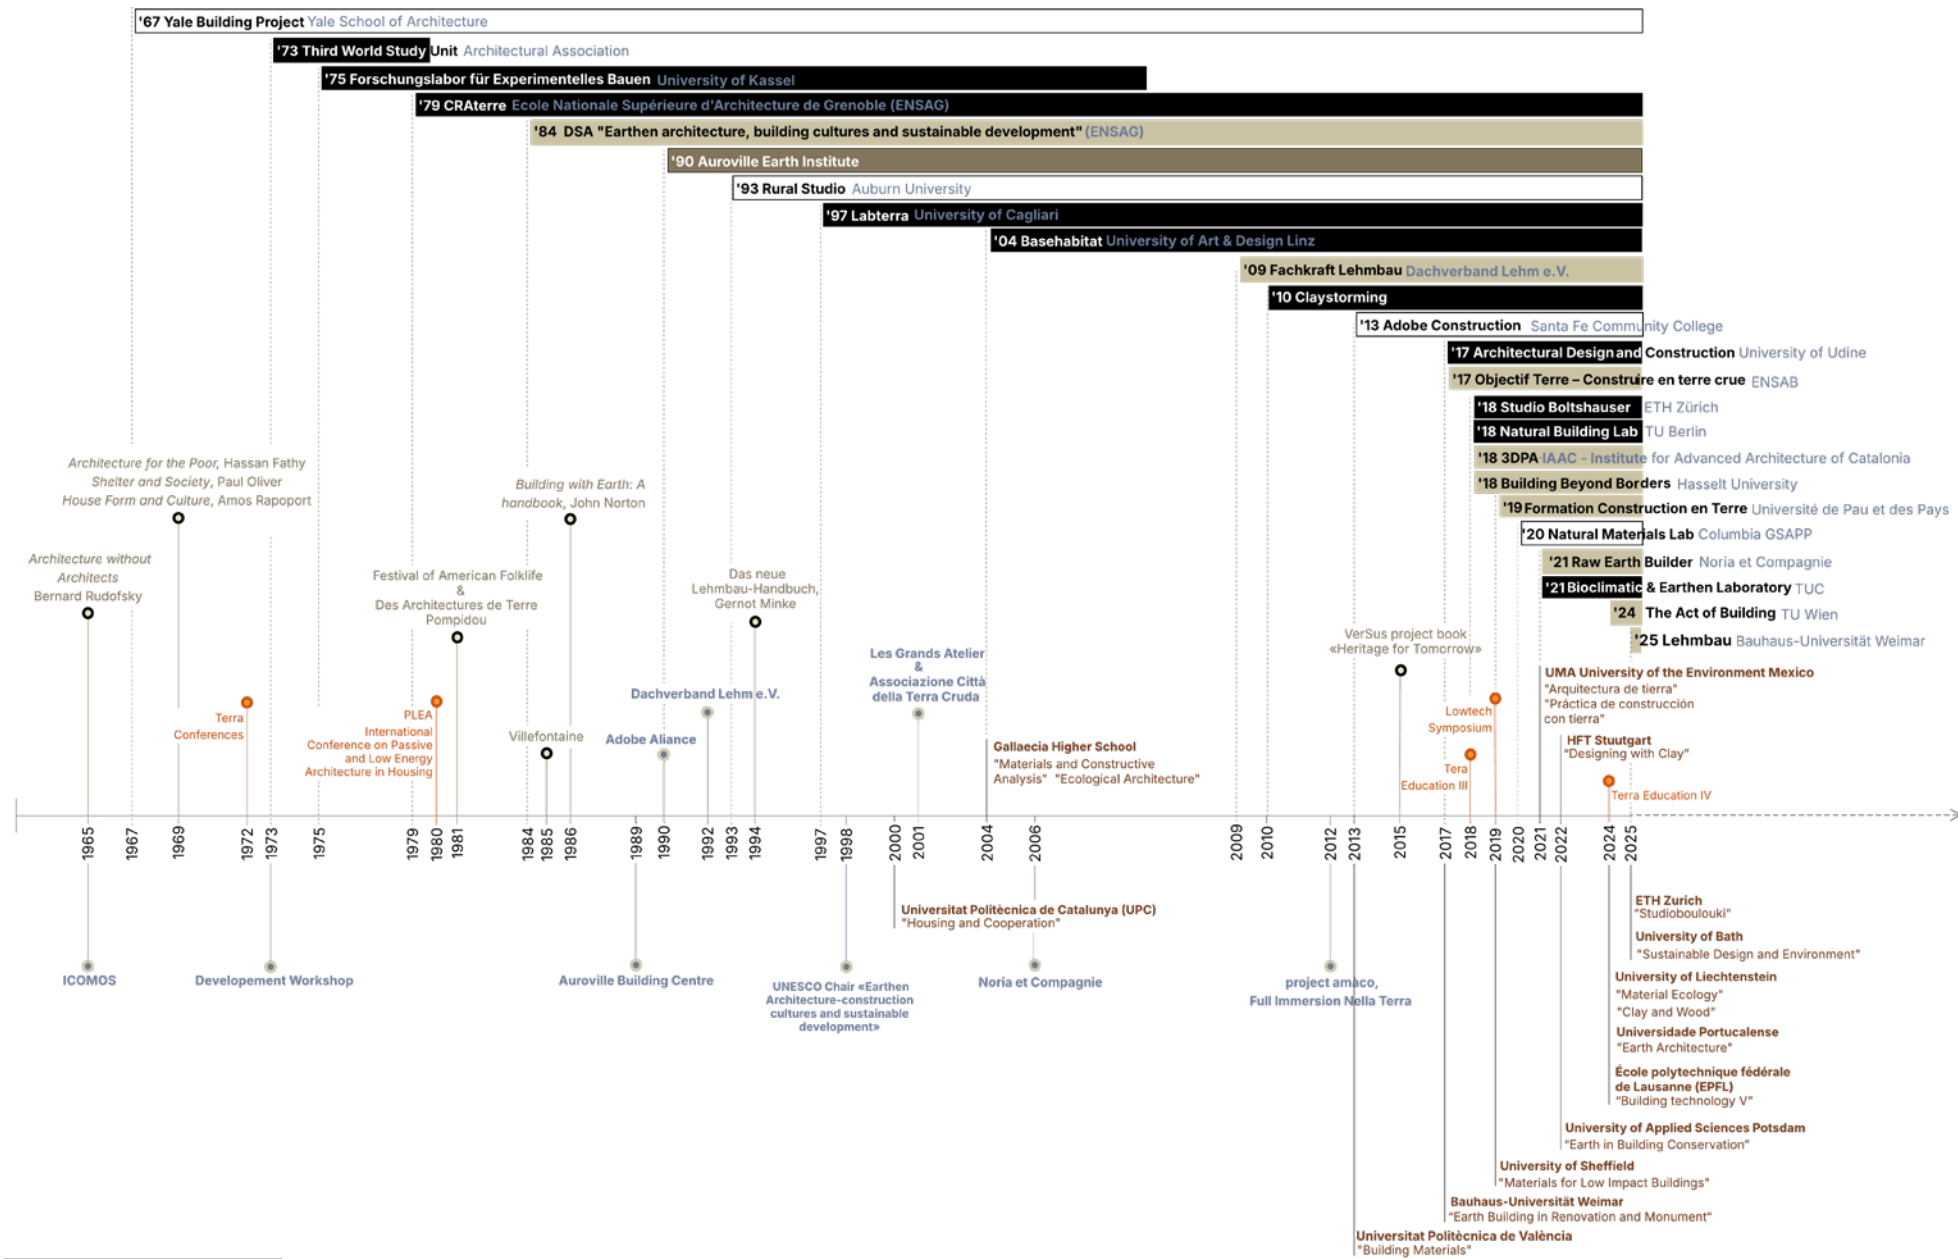 '67 Yale Building Project Yale School of Architecture
'73 Third World Study Unit Architectural Association
'75 Forschungslabor für Experimentelles Bauen University of Kassel
'79 CRAterre Ecole Nationale Supérieure d'Architecture de Grenoble (ENSAG)
'84 DSA "Earthen architecture, building cultures and sustainable development" (ENSAG)
'90 Auroville Earth Institute
'93 Rural Studio Auburn University
'97 Labterra University of Cagliari
'04 Basehabitat University of Art & Design Linz
'09 Fachkraft Lehmbau Dachverband Lehm e.V.
'10 Claystorming
'13 Adobe Construction Santa Fe Community College
'17 Architectural Design and Construction University of Udine
'17 Objectif Terre – Construire en terre crue ENSAB
'18 Studio Boltshauser ETH Zürich
'18 Natural Building Lab TU Berlin
'18 3DPA IAAC - Institute for Advanced Architecture of Catalonia
'18 Building Beyond Borders Hasselt University
'19 Formation Construction en Terre Université de Pau et des Pays
'20 Natural Materials Lab Columbia GSAPP
'21 Raw Earth Builder Noria et Compagnie
'21 Bioclimatic & Earthen Laboratory TUC
'24 The Act of Building TU Wien
'25 Lehmbau Bauhaus-Universität Weimar
Architecture for the Poor, Hassan Fathy
Shelter and Society, Paul Oliver
House Form and Culture, Amos Rapoport
Architecture without
Architects
Bernard Rudofsky
Building with Earth: A
handbook, John Norton
Festival of American Folklife
&
Des Architectures de Terre
Pompidou
Das neue
Lehmbau-Handbuch,
Gernot Minke
VerSus project book
«Heritage for Tomorrow»
Les Grands Atelier
&
Associazione Città
della Terra Cruda
Dachverband Lehm e.V.
Adobe Aliance
Villefontaine
Terra
Conferences
PLEA
International
Conference on Passive
and Low Energy
Architecture in Housing
Gallaecia Higher School
"Materials and Constructive
Analysis" "Ecological Architecture"
Lowtech
Symposium
Tera
Education III
UMA University of the Environment Mexico
"Arquitectura de tierra"
"Práctica de construcción
con tierra"
HFT Stuutgart
"Designing with Clay"
Terra Education IV
1965
1967
1969
1972
1973
1975
1979
1980
1981
1984
1985
1986
1989
1990
1992
1993
1994
1997
1998
2000
2001
2004
2006
2009
2010
2012
2013
2015
2017
2018
2019
2020
2021
2022
2024
2025
ICOMOS
Developement Workshop
Auroville Building Centre
UNESCO Chair «Earthen
Architecture-construction
cultures and sustainable
development»
Universitat Politècnica de Catalunya (UPC)
"Housing and Cooperation"
Noria et Compagnie
project amàco,
Full Immersion Nella Terra
ETH Zurich
"Studioboulouki"
University of Bath
"Sustainable Design and Environment"
University of Liechtenstein
"Material Ecology"
"Clay and Wood"
Universidade Portucalense
"Earth Architecture"
École polytechnique fédérale
de Lausanne (EPFL)
"Building technology V"
University of Applied Sciences Potsdam
"Earth in Building Conservation"
University of Sheffield
"Materials for Low Impact Buildings"
Bauhaus-Universität Weimar
"Earth Building in Renovation and Monument"
Universitat Politècnica de València
"Building Materials"